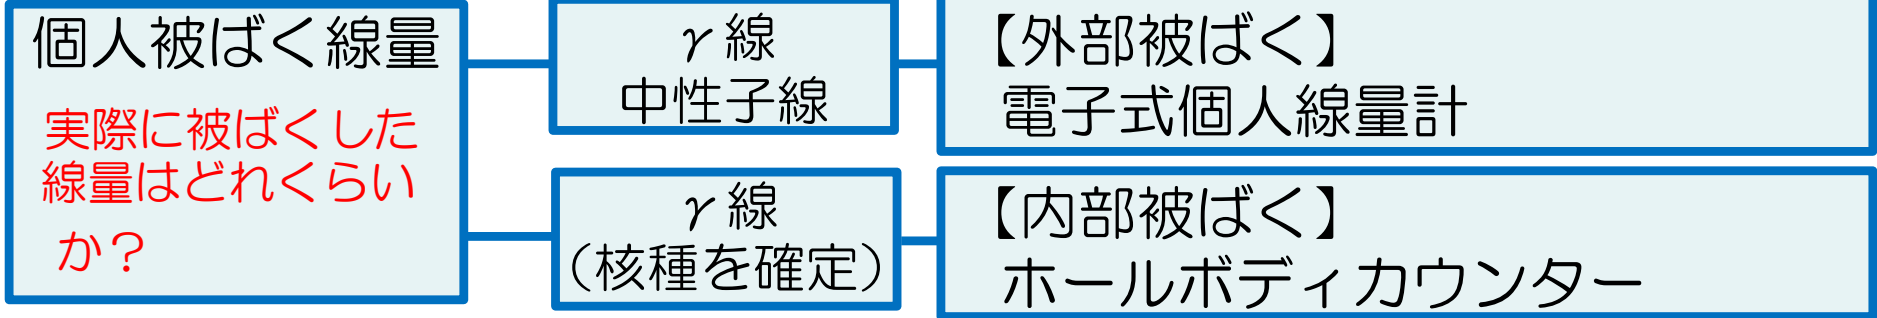 個人被ばく線量
実際に被ばくした
線量はどれくらい
か？
γ線
中性子線
【外部被ばく】
電子式個人線量計
γ線
（核種を確定）
【内部被ばく】
ホールボディカウンター